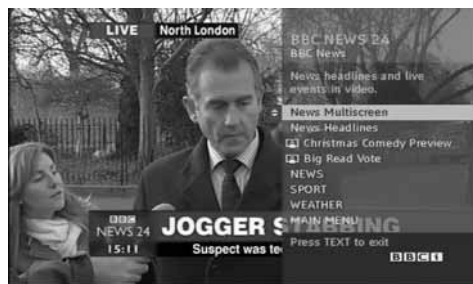 LIVE North London
BBC NEWS 24
BBC News
News headlines and live
events in video.
News Multiscreen
News Headlines
Christmas Comedy Preview
Big Read Vote
NEWS
SPORT
WEATHER
MAIN MENU
Press TEXT to exit
BBCi
BBC
NEWS 24
15:11
JOGGER STABBING
Suspect was